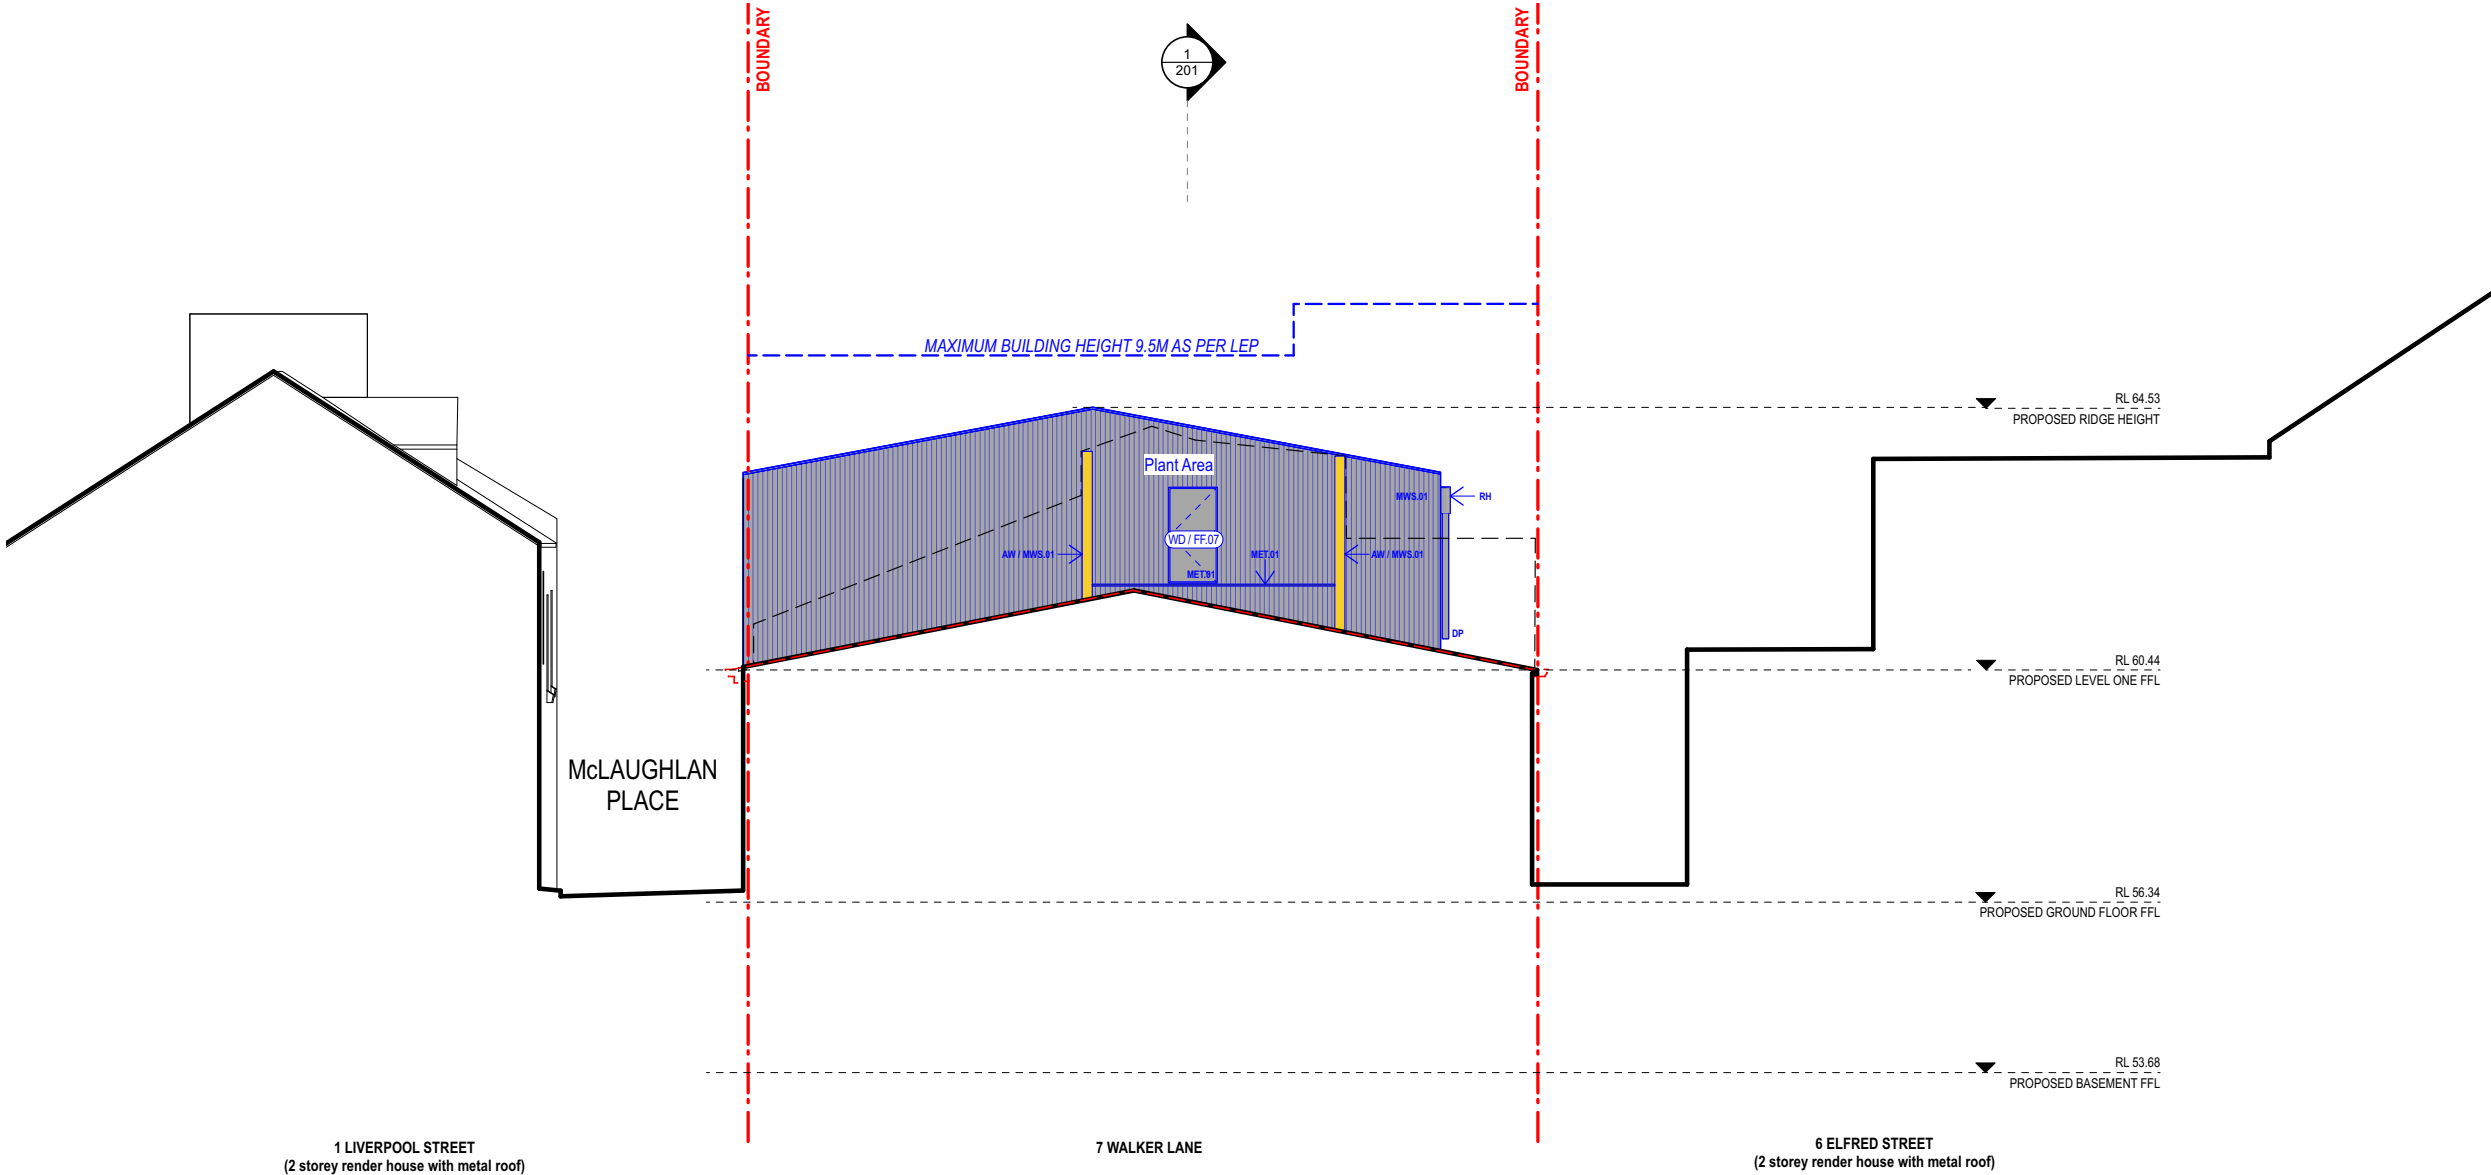 BOUNDARY
BOUNDARY
1
201
MAXIMUM BUILDING HEIGHT 9.5M AS PER LEP
RL 64.53
PROPOSED RIDGE HEIGHT
Plant Area
MWS.01
RH
WD / FF.07
AW / MWS.01
MET.01
AW / MWS.01
MET.01
DP
RL 60.44
PROPOSED LEVEL ONE FFL
McLAUGHLAN
PLACE
RL 56.34
PROPOSED GROUND FLOOR FFL
RL 53.68
PROPOSED BASEMENT FFL
1 LIVERPOOL STREET
(2 storey render house with metal roof)
7 WALKER LANE
6 ELFRED STREET
(2 storey render house with metal roof)